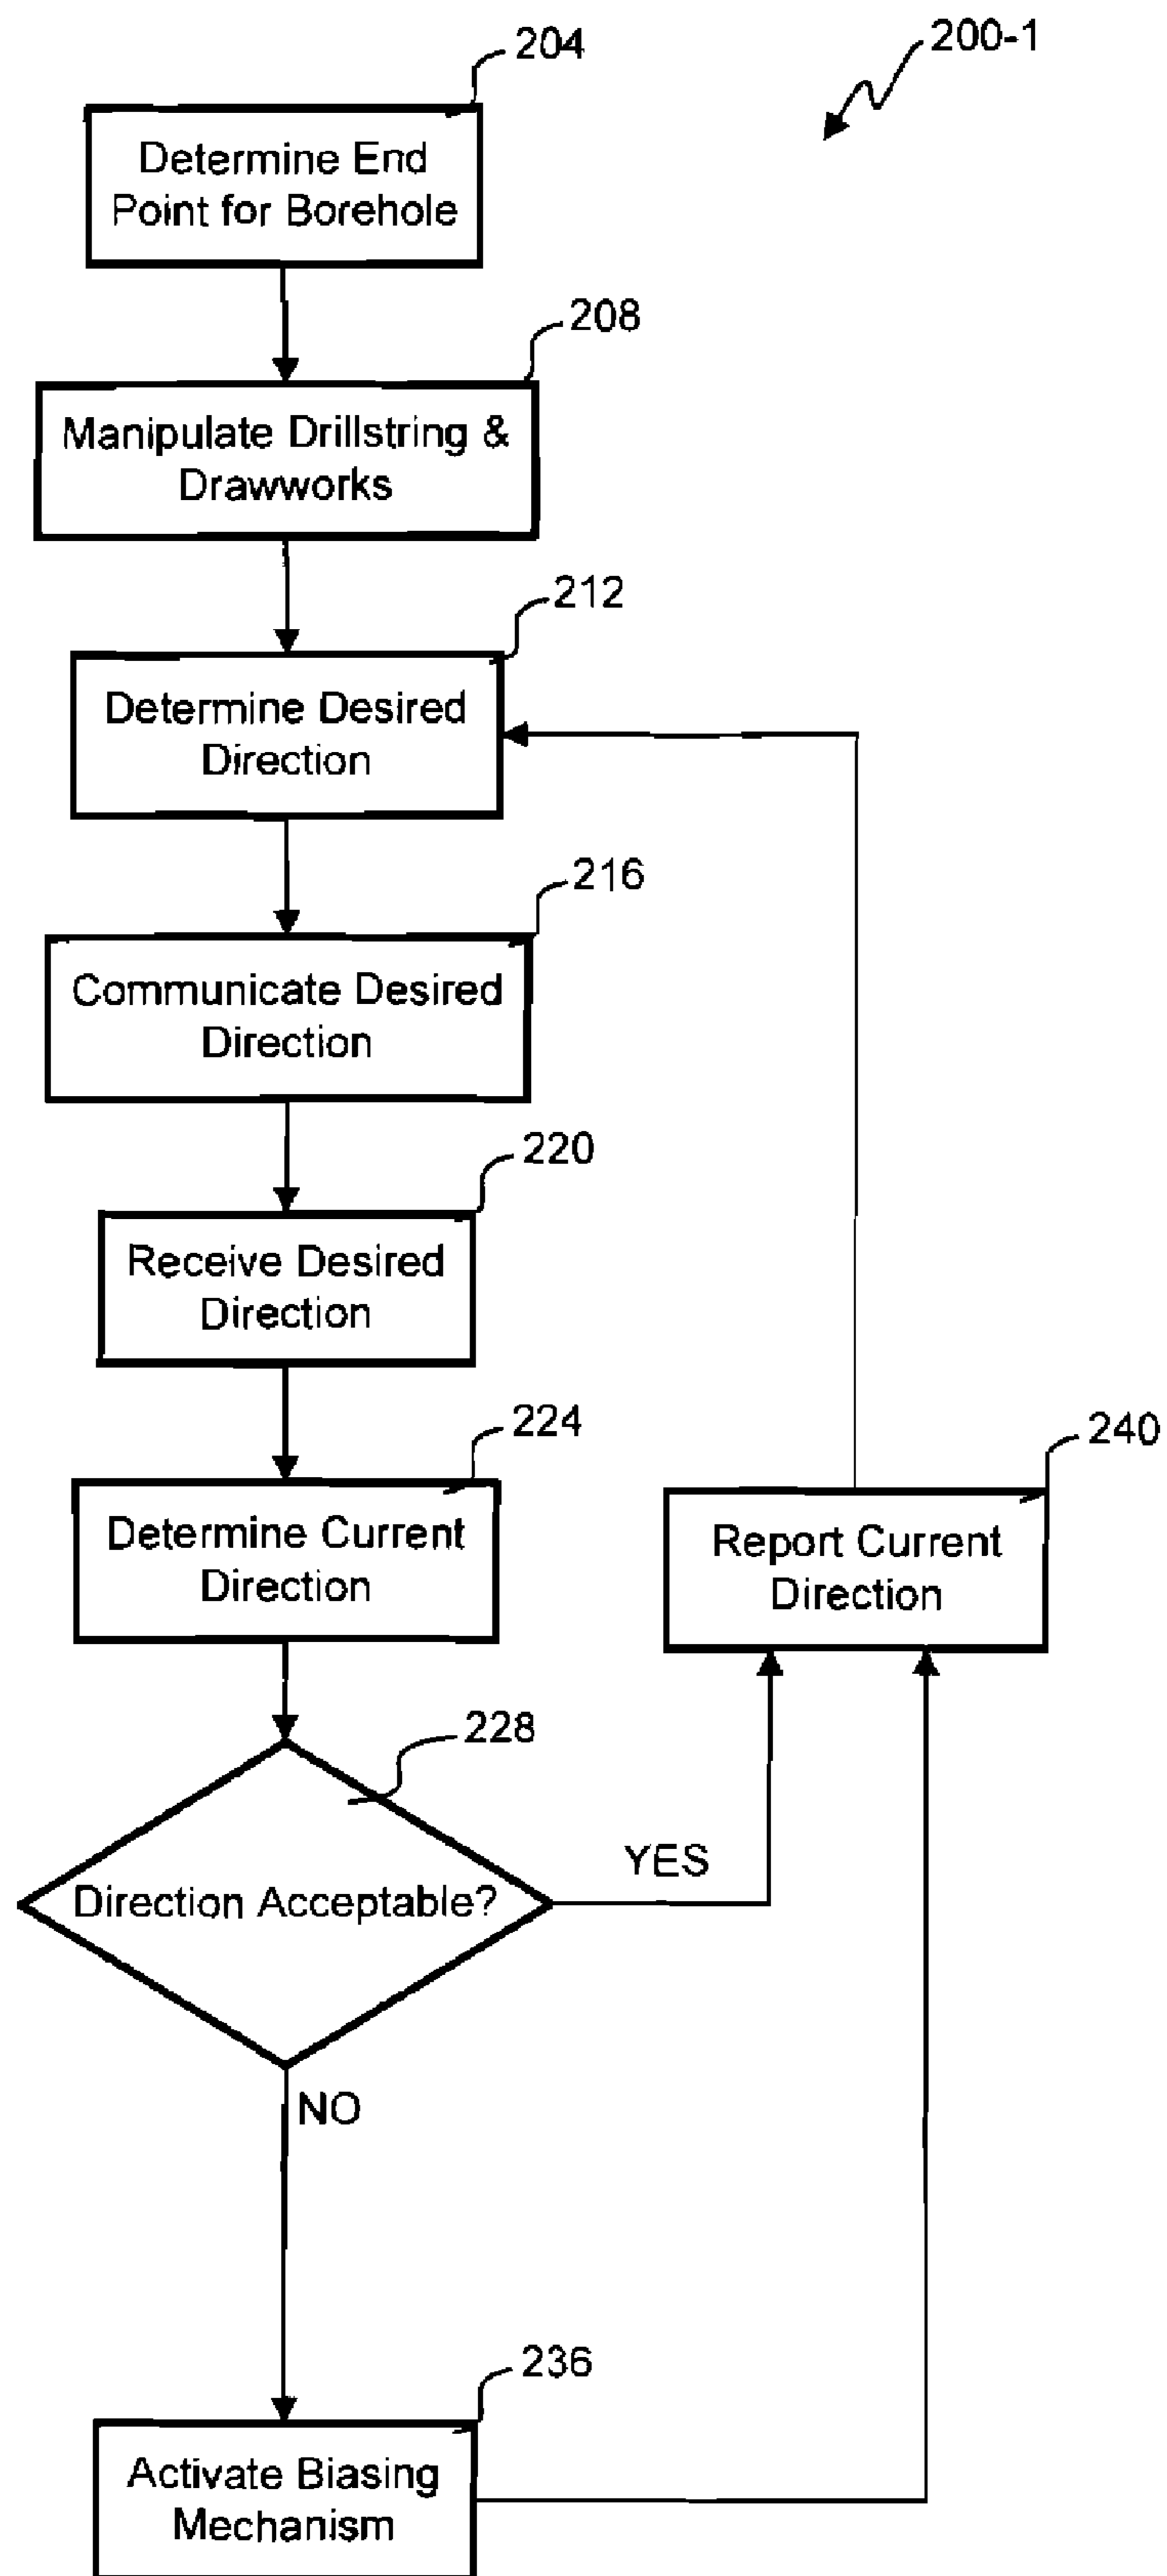 204
200-1
Determine End
Point for Borehole
208
Manipulate Drillstring &
Drawworks
212
Determine Desired
Direction
216
Communicate Desired
Direction
220
Receive Desired
Direction
224
Determine Current
Direction
240
Report Current
Direction
228
Direction Acceptable?
YES
NO
236
Activate Biasing
Mechanism